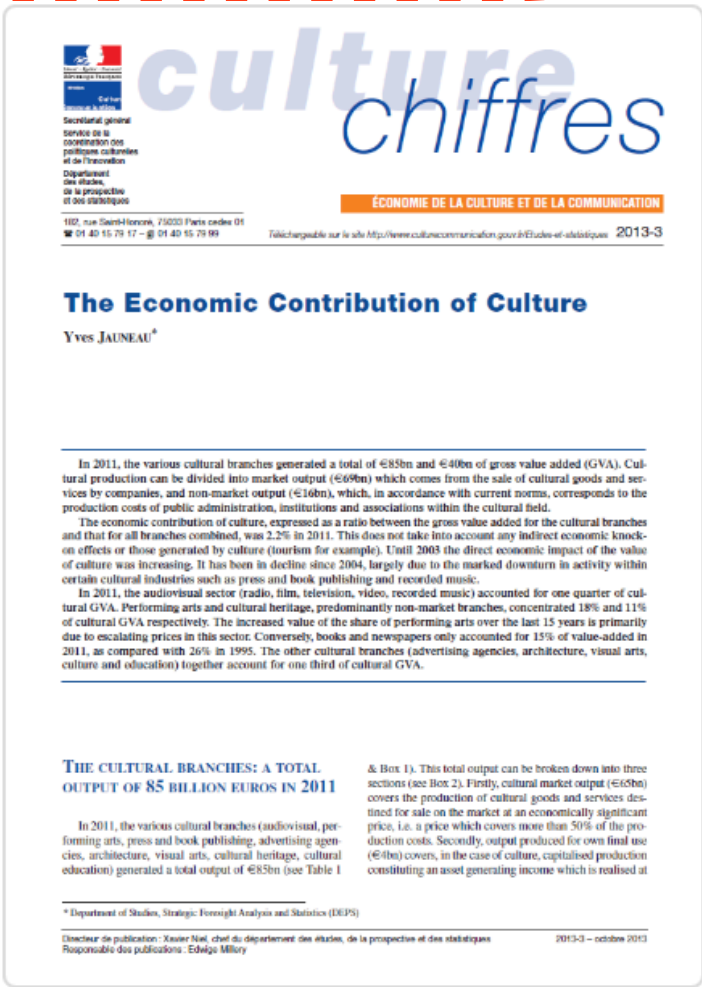 culture
chiffres
Secrétariat général
Service de la
coordination des
politiques culturelles
et de l'innovation
Département
des études,
de la prospective
et des statistiques
182, rue Saint-Honoré, 75033 Paris cedex 01
☎ 01 40 15 79 17 – 01 40 15 79 99
ÉCONOMIE DE LA CULTURE ET DE LA COMMUNICATION
Téléchargeable sur le site http://www.culturecommunication.gouv.fr/Etudes-et-statistiques 2013-3
The Economic Contribution of Culture
Yves JAUNEAU*
In 2011, the various cultural branches generated a total of €85bn and €40bn of gross value added (GVA). Cul-
tural production can be divided into market output (€69bn) which comes from the sale of cultural goods and ser-
vices by companies, and non-market output (€16bn), which, in accordance with current norms, corresponds to the
production costs of public administration, institutions and associations within the cultural field.
The economic contribution of culture, expressed as a ratio between the gross value added for the cultural branches
and that for all branches combined, was 2.2% in 2011. This does not take into account any indirect economic knock-
on effects or those generated by culture (tourism for example). Until 2003 the direct economic impact of the value
of culture was increasing. It has been in decline since 2004, largely due to the marked downturn in activity within
certain cultural industries such as press and book publishing and recorded music.
In 2011, the audiovisual sector (radio, film, television, video, recorded music) accounted for one quarter of cul-
tural GVA. Performing arts and cultural heritage, predominantly non-market branches, concentrated 18% and 11%
of cultural GVA respectively. The increased value of the share of performing arts over the last 15 years is primarily
due to escalating prices in this sector. Conversely, books and newspapers only accounted for 15% of value-added in
2011, as compared with 26% in 1995. The other cultural branches (advertising agencies, architecture, visual arts,
culture and education) together account for one third of cultural GVA.
THE CULTURAL BRANCHES: A TOTAL
OUTPUT OF 85 BILLION EUROS IN 2011
In 2011, the various cultural branches (audiovisual, per-
forming arts, press and book publishing, advertising agen-
cies, architecture, visual arts, cultural heritage, cultural
education) generated a total output of €85bn (see Table 1
& Box 1). This total output can be broken down into three
sections (see Box 2). Firstly, cultural market output (€65bn)
covers the production of cultural goods and services des-
tined for sale on the market at an economically significant
price, i.e. a price which covers more than 50% of the pro-
duction costs. Secondly, output produced for own final use
(€4bn) covers, in the case of culture, capitalised production
constituting an asset generating income which is realised at
* Department of Studies, Strategic Foresight Analysis and Statistics (DEPS)
Directeur de publication : Xavier Niel, chef du département des études, de la prospective et des statistiques 2013-3 – octobre 2013
Responsable des publications : Edwige Millery